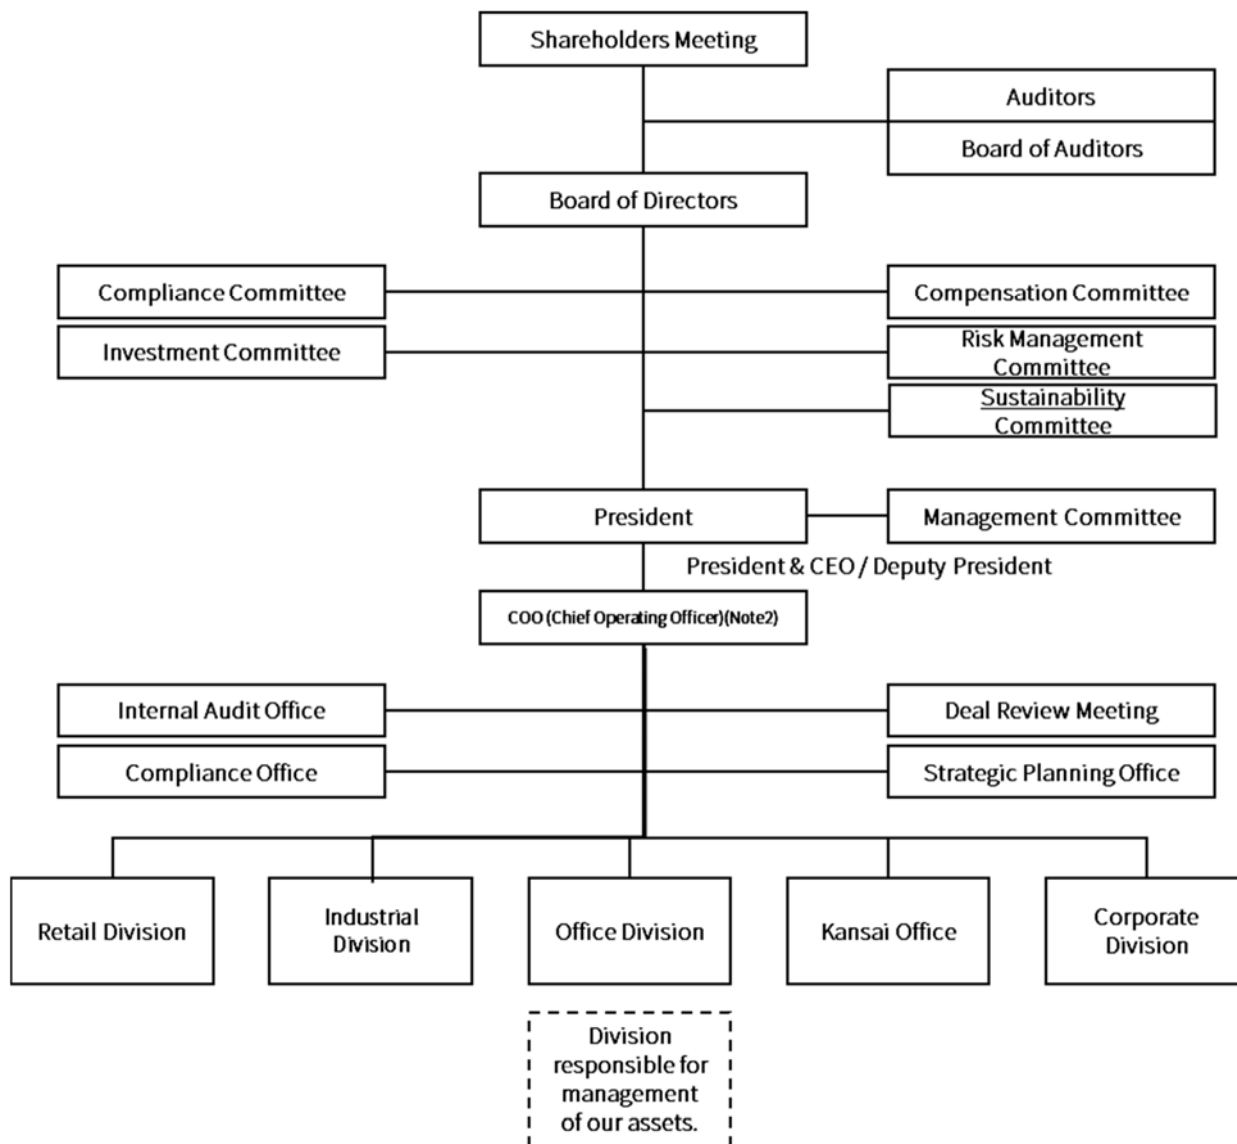 Shareholders Meeting
Auditors
Board of Auditors
Board of Directors
Compliance Committee
Compensation Committee
Investment Committee
Risk Management
Committee
Sustainability
Committee
President
Management Committee
President & CEO / Deputy President
COO (Chief Operating Officer)(Note2)
Internal Audit Office
Deal Review Meeting
Compliance Office
Strategic Planning Office
Retail Division
Industrial
Division
Office Division
Kansai Office
Corporate
Division
Division
responsible for
management
of our assets.